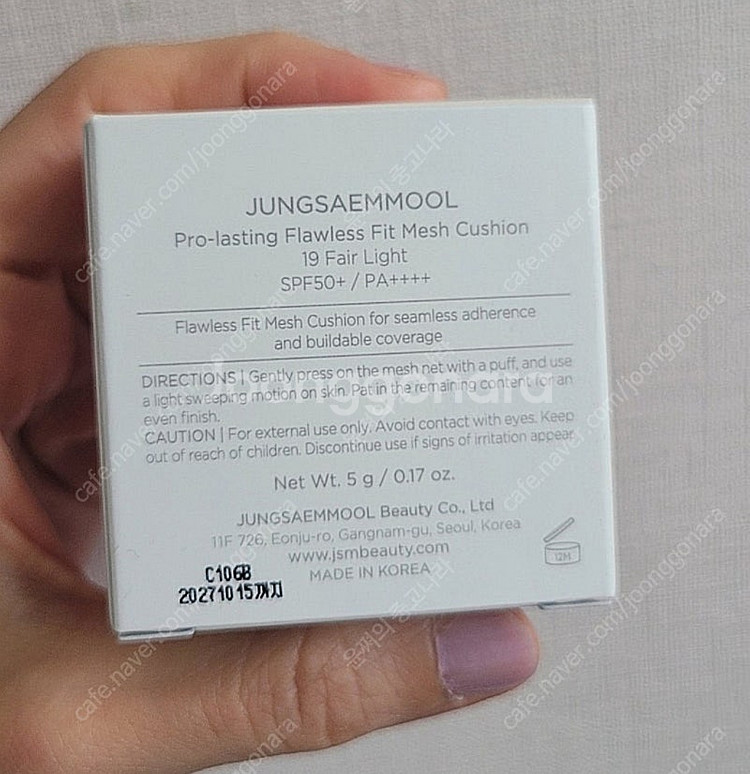 JUNGSAEMMOOL
Pro-lasting Flawless Fit Mesh Cushion
19 Fair Light
SPF50+ / PA++++
Flawless Fit Mesh Cushion for seamless adherence
and buildable coverage
DIRECTIONS | Gently press on the mesh net with a puff, and use
a light sweeping motion on skin. Pat in the remaining content for an
even finish.
CAUTION | For external use only. Avoid contact with eyes. Keep
out of reach of children. Discontinue use if signs of irritation appear.
Net Wt. 5 g / 0.17 oz.
JUNGSAEMMOOL Beauty Co., Ltd
11F 726, Eonju-ro, Gangnam-gu, Seoul, Korea
www.jsmbeauty.com
MADE IN KOREA
12M
C106B
20271015까지
joonggonara
cafe.naver.com/joonggonara